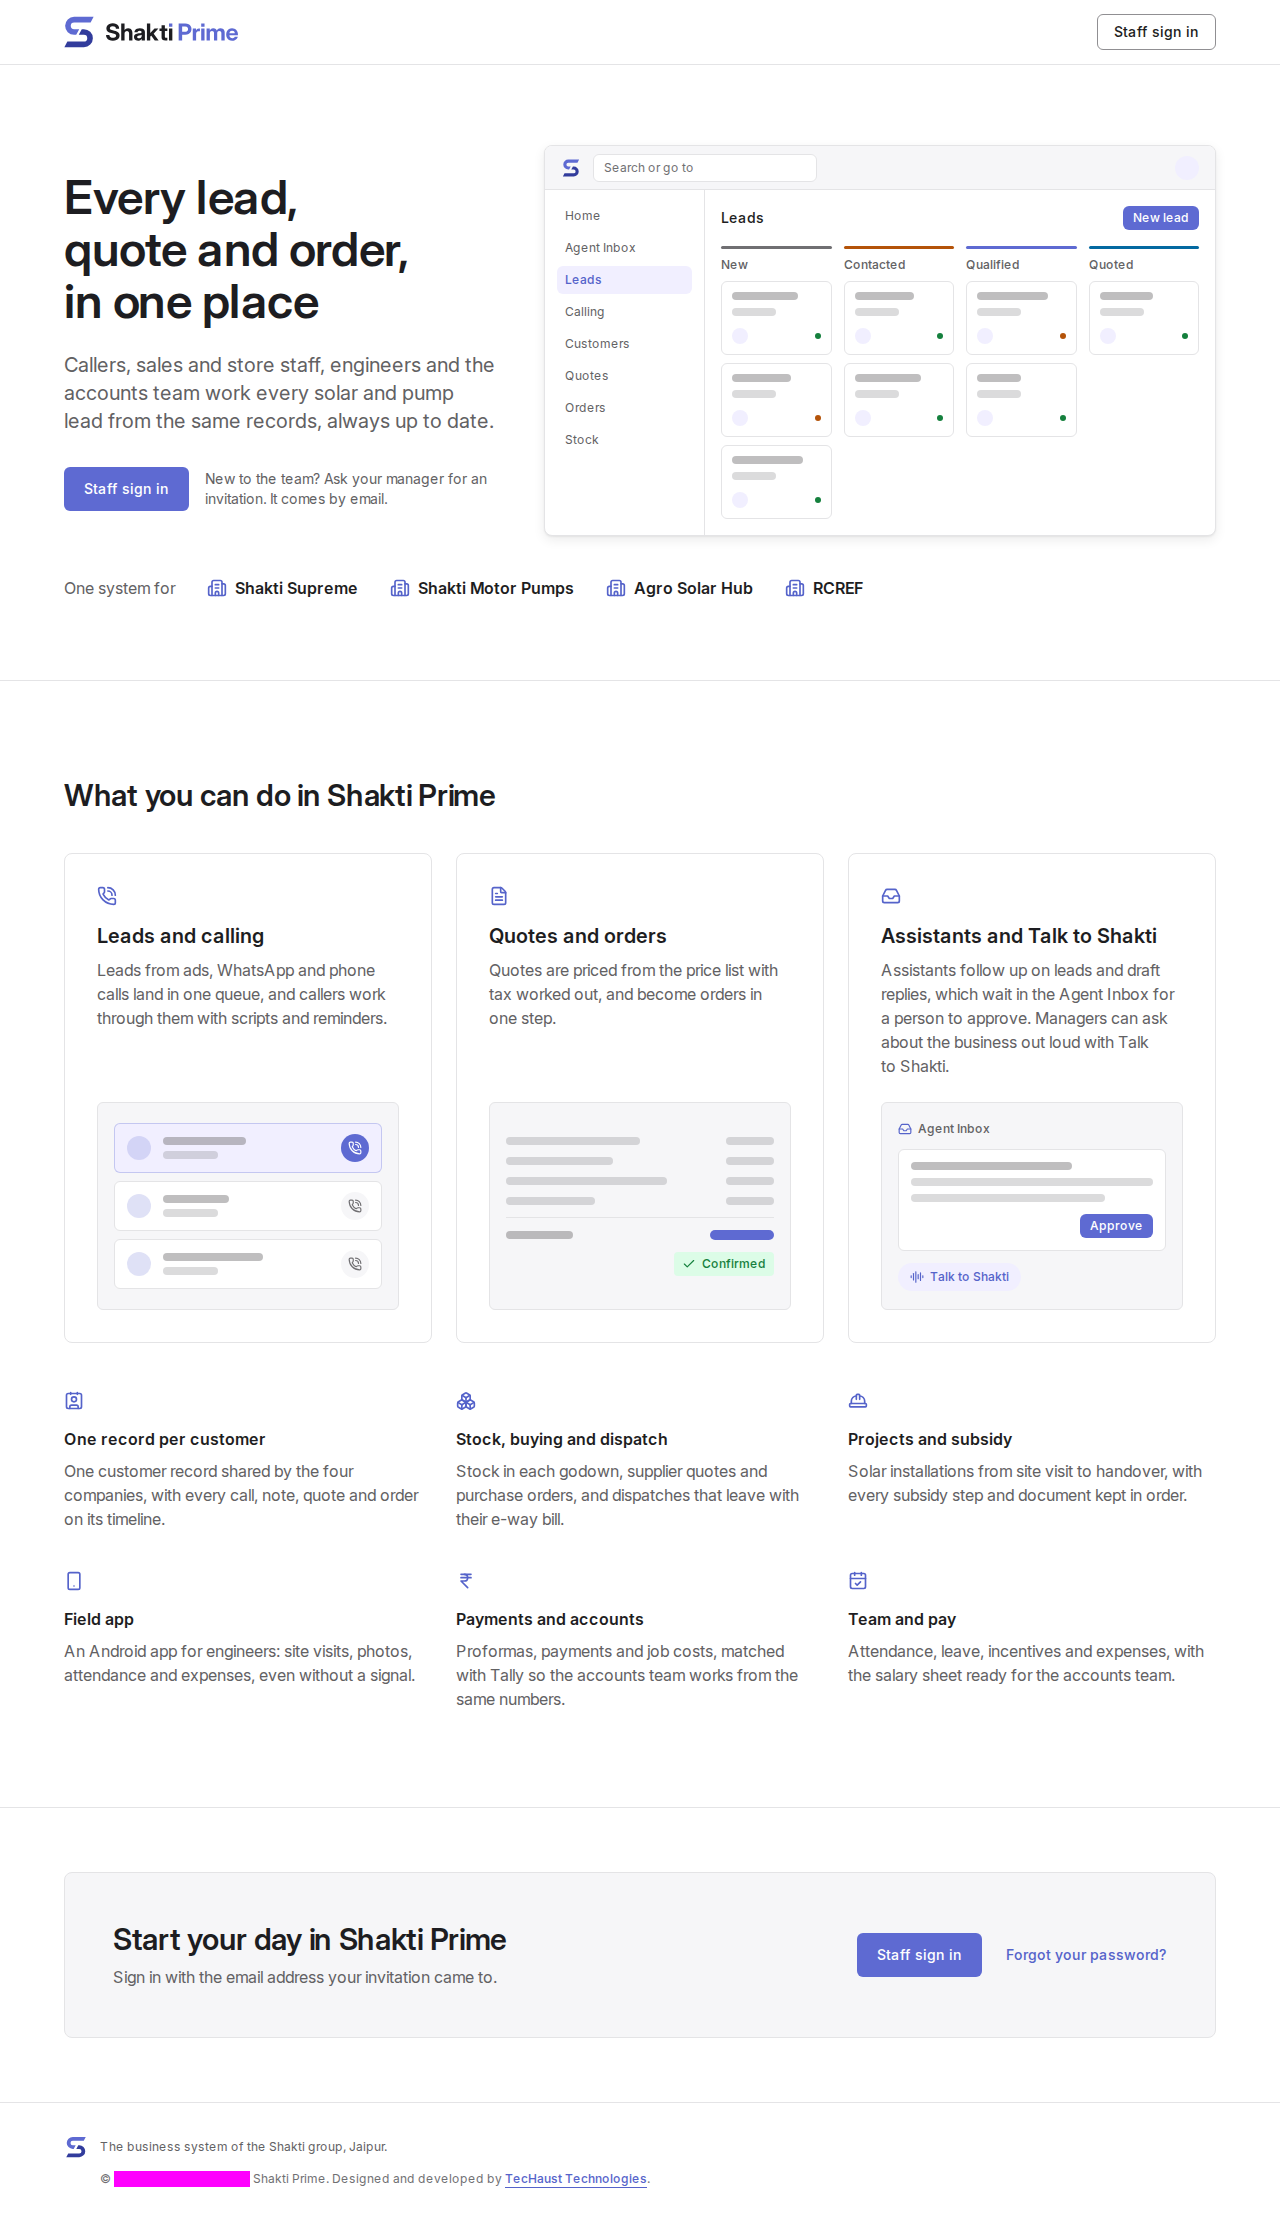 Shakti Prime
Staff sign in
Every lead,
quote and order,
in one place
Callers, sales and store staff, engineers and the
accounts team work every solar and pump
lead from the same records, always up to date.
Staff sign in
New to the team? Ask your manager for an
invitation. It comes by email.
Search or go to
Home
Agent Inbox
Leads
Calling
Customers
Quotes
Orders
Stock
Leads
New lead
New
Contacted
Qualified
Quoted
One system for
Shakti Supreme
Shakti Motor Pumps
Agro Solar Hub
RCREF
What you can do in Shakti Prime
Leads and calling
Leads from ads, WhatsApp and phone
calls land in one queue, and callers work
through them with scripts and reminders.
Quotes and orders
Quotes are priced from the price list with
tax worked out, and become orders in
one step.
Confirmed
Assistants and Talk to Shakti
Assistants follow up on leads and draft
replies, which wait in the Agent Inbox for
a person to approve. Managers can ask
about the business out loud with Talk
to Shakti.
Agent Inbox
Approve
Talk to Shakti
One record per customer
One customer record shared by the four
companies, with every call, note, quote and order
on its timeline.
Stock, buying and dispatch
Stock in each godown, supplier quotes and
purchase orders, and dispatches that leave with
their e-way bill.
Projects and subsidy
Solar installations from site visit to handover, with
every subsidy step and document kept in order.
Field app
An Android app for engineers: site visits, photos,
attendance and expenses, even without a signal.
Payments and accounts
Proformas, payments and job costs, matched
with Tally so the accounts team works from the
same numbers.
Team and pay
Attendance, leave, incentives and expenses, with
the salary sheet ready for the accounts team.
Start your day in Shakti Prime
Sign in with the email address your invitation came to.
Staff sign in
Forgot your password?
The business system of the Shakti group, Jaipur.
© Shakti Prime. Designed and developed by TecHaust Technologies.